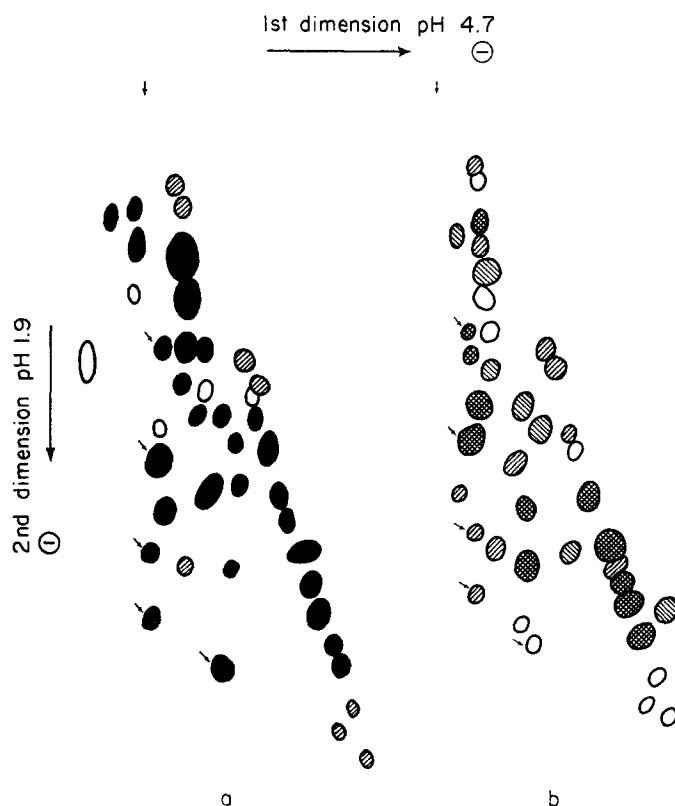 1st dimension pH 4.7
⊖
2nd dimension pH 1.9
⊖
a
b